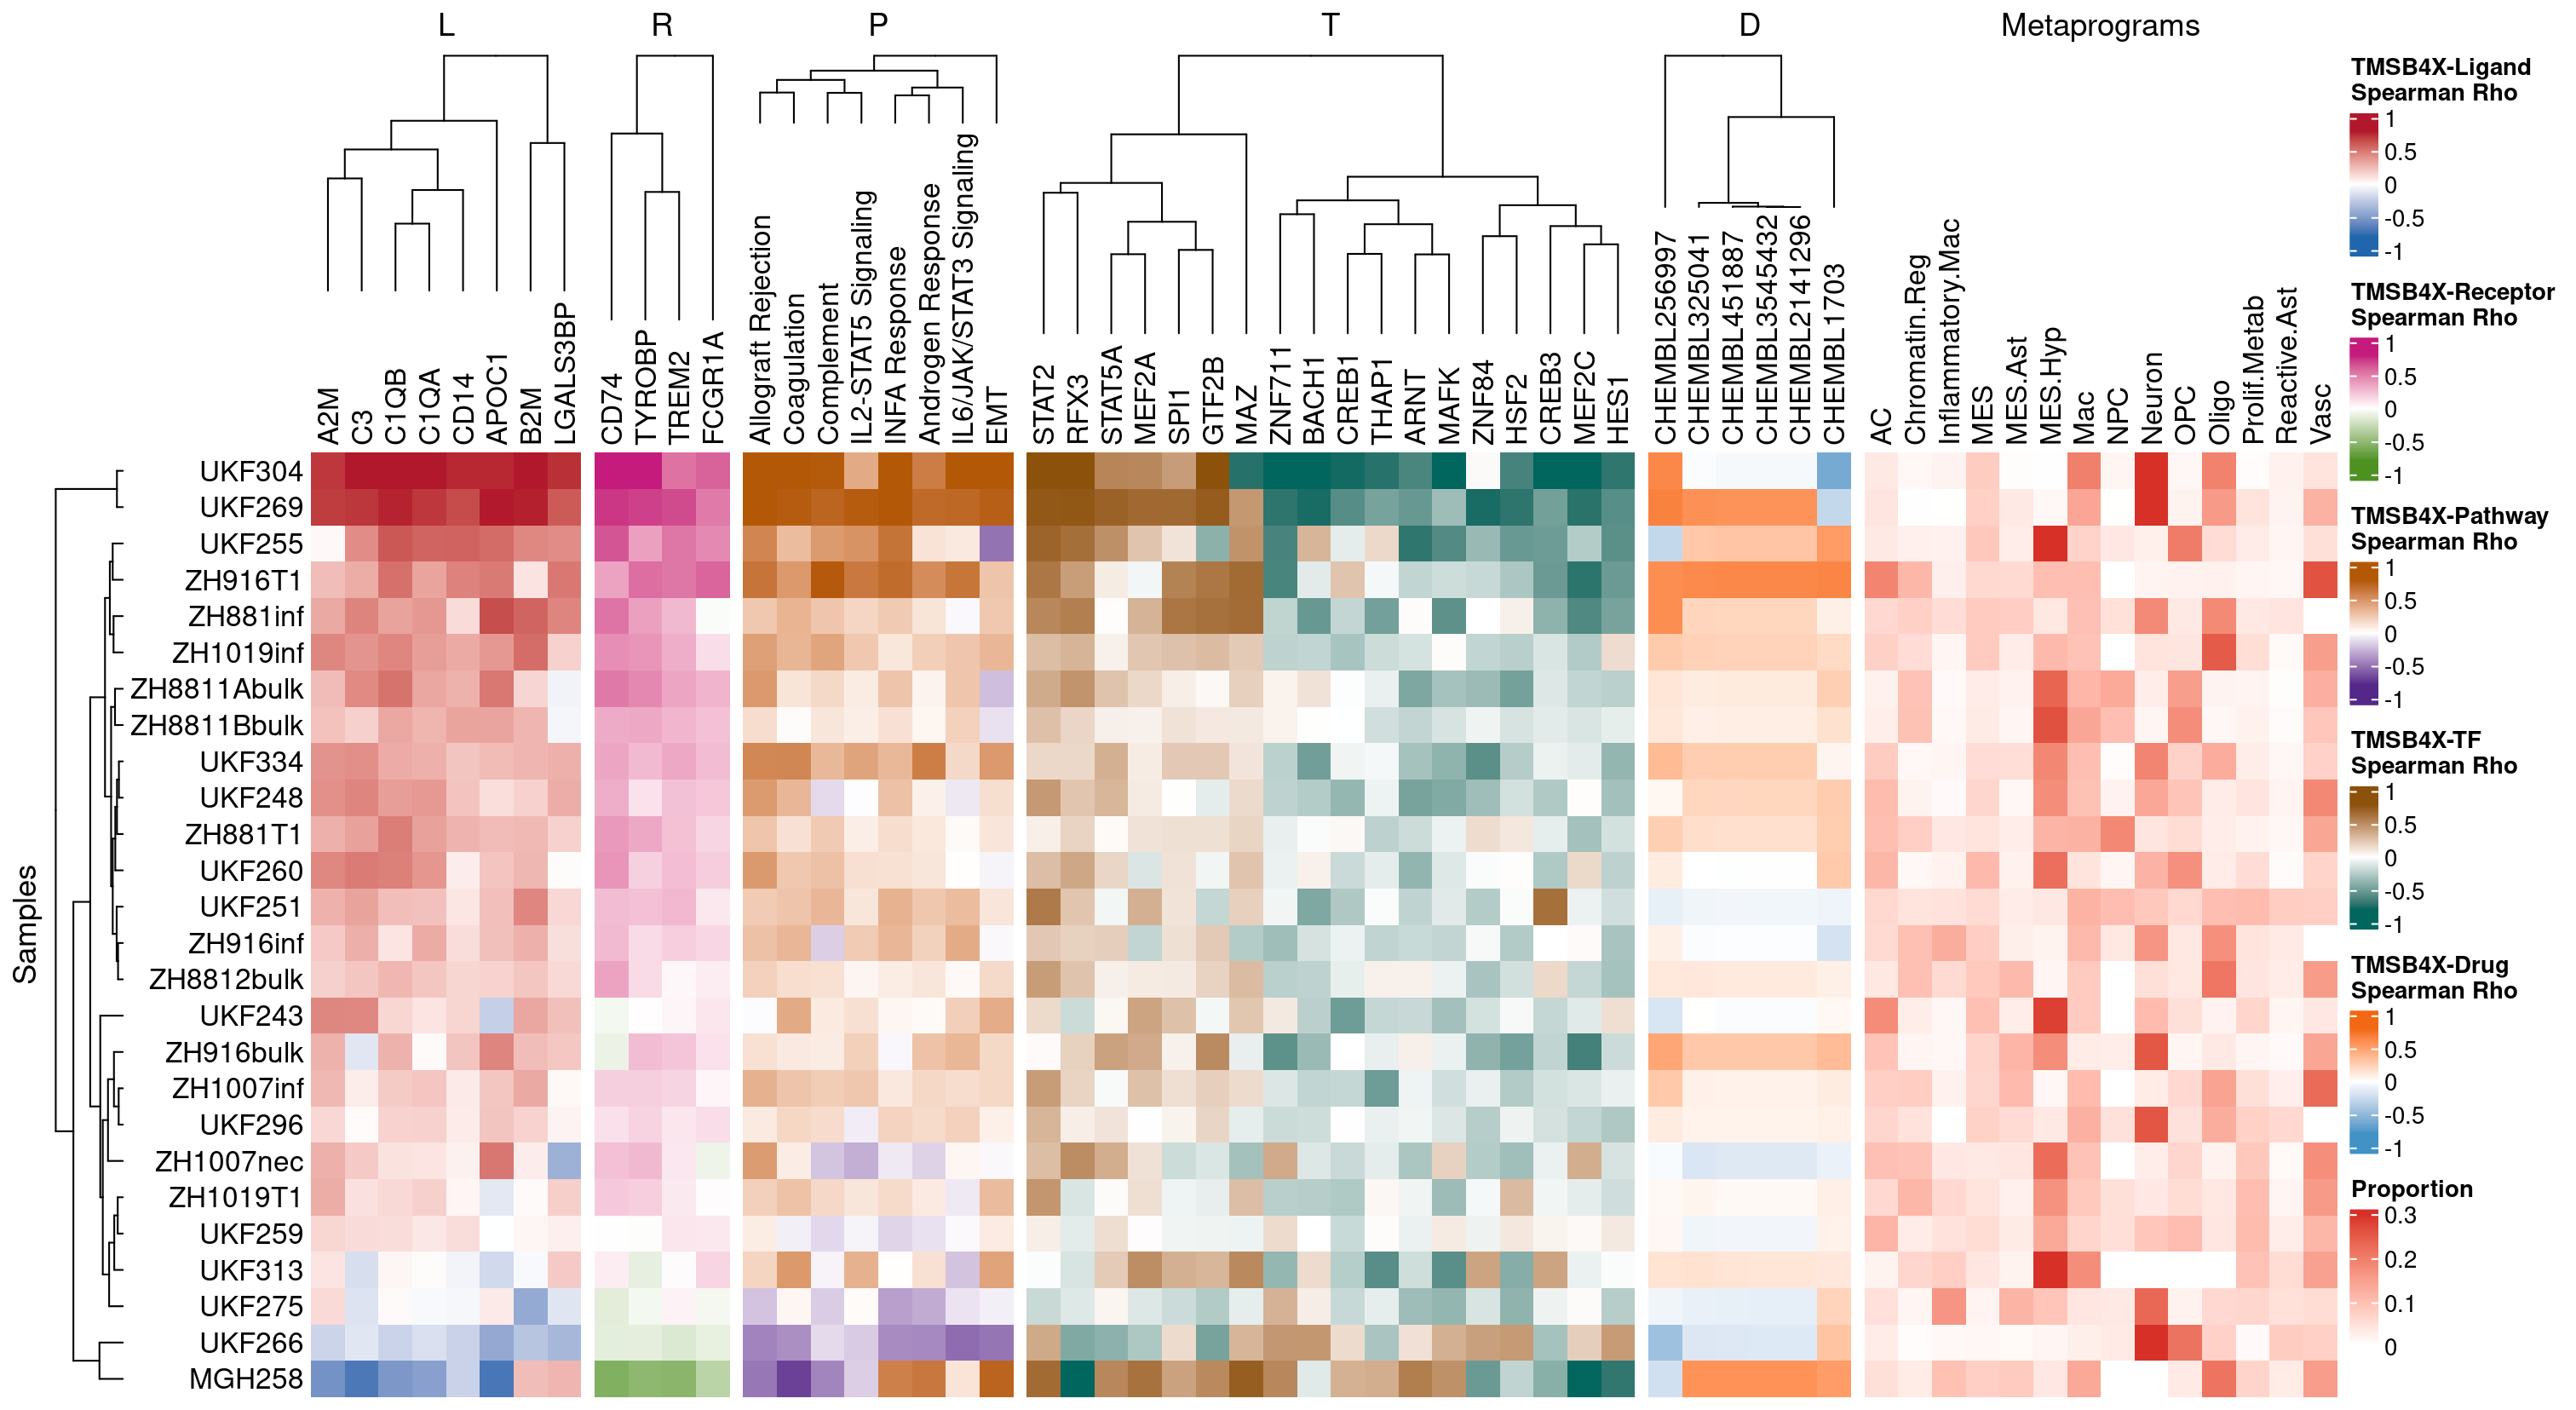 L
R
P
T
D
Metaprograms
A2M
C3
C1QB
C1QA
CD14
APOC1
B2M
LGALS3BP
CD74
TYROBP
TREM2
FCGR1A
Allograft Rejection
Coagulation
Complement
IL2-STAT5 Signaling
INFA Response
Androgen Response
IL6/JAK/STAT3 Signaling
EMT
STAT2
RFX3
STAT5A
MEF2A
SPI1
GTF2B
MAZ
ZNF711
BACH1
CREB1
THAP1
ARNT
MAFK
ZNF84
HSF2
CREB3
MEF2C
HES1
CHEMBL256997
CHEMBL325041
CHEMBL451887
CHEMBL3545432
CHEMBL2141296
CHEMBL1703
AC
Chromatin.Reg
Inflammatory.Mac
MES
MES.Ast
MES.Hyp
Mac
NPC
Neuron
OPC
Oligo
Prolif.Metab
Reactive.Ast
Vasc
Samples
UKF304
UKF269
UKF255
ZH916T1
ZH881inf
ZH1019inf
ZH8811Abulk
ZH8811Bbulk
UKF334
UKF248
ZH881T1
UKF260
UKF251
ZH916inf
ZH8812bulk
UKF243
ZH916bulk
ZH1007inf
UKF296
ZH1007nec
ZH1019T1
UKF259
UKF313
UKF275
UKF266
MGH258
TMSB4X-Ligand
Spearman Rho
1
0.5
0
-0.5
-1
TMSB4X-Receptor
Spearman Rho
1
0.5
0
-0.5
-1
TMSB4X-Pathway
Spearman Rho
1
0.5
0
-0.5
-1
TMSB4X-TF
Spearman Rho
1
0.5
0
-0.5
-1
TMSB4X-Drug
Spearman Rho
1
0.5
0
-0.5
-1
Proportion
0.3
0.2
0.1
0